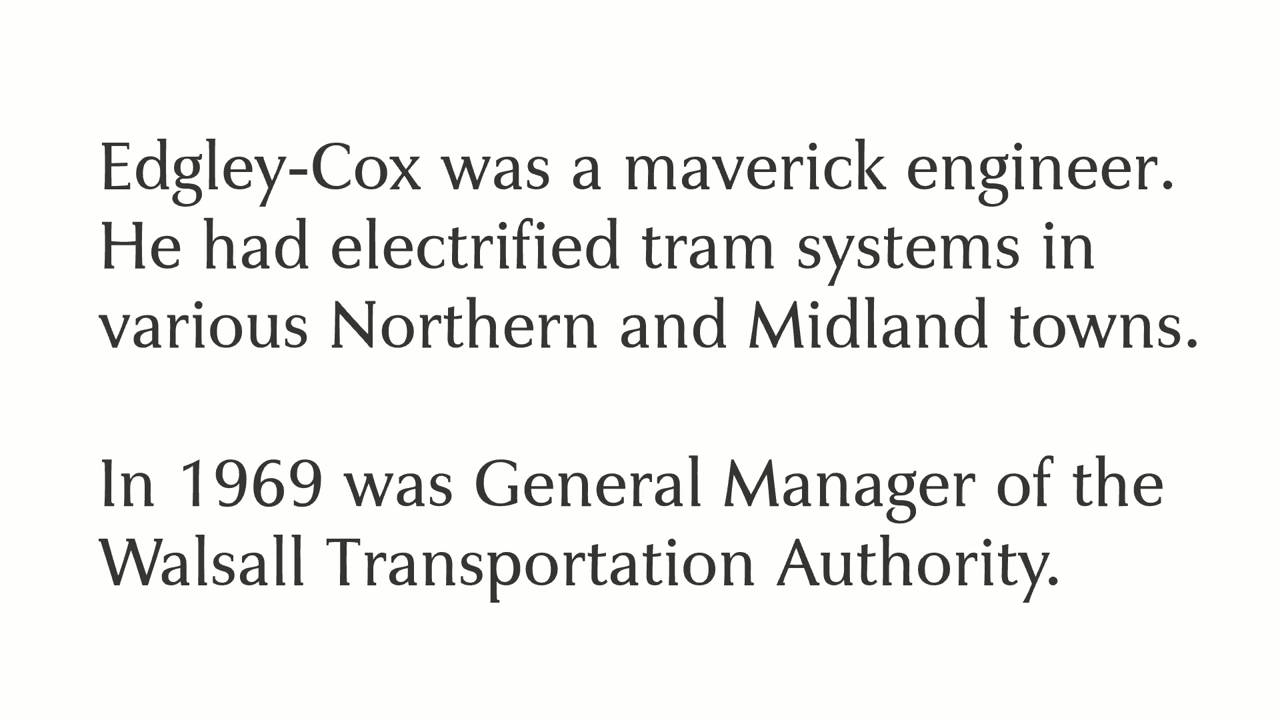 Edgley-Cox was a maverick engineer.
He had electrified tram systems in
various Northern and Midland towns.
In 1969 was General Manager of the
Walsall Transportation Authority.